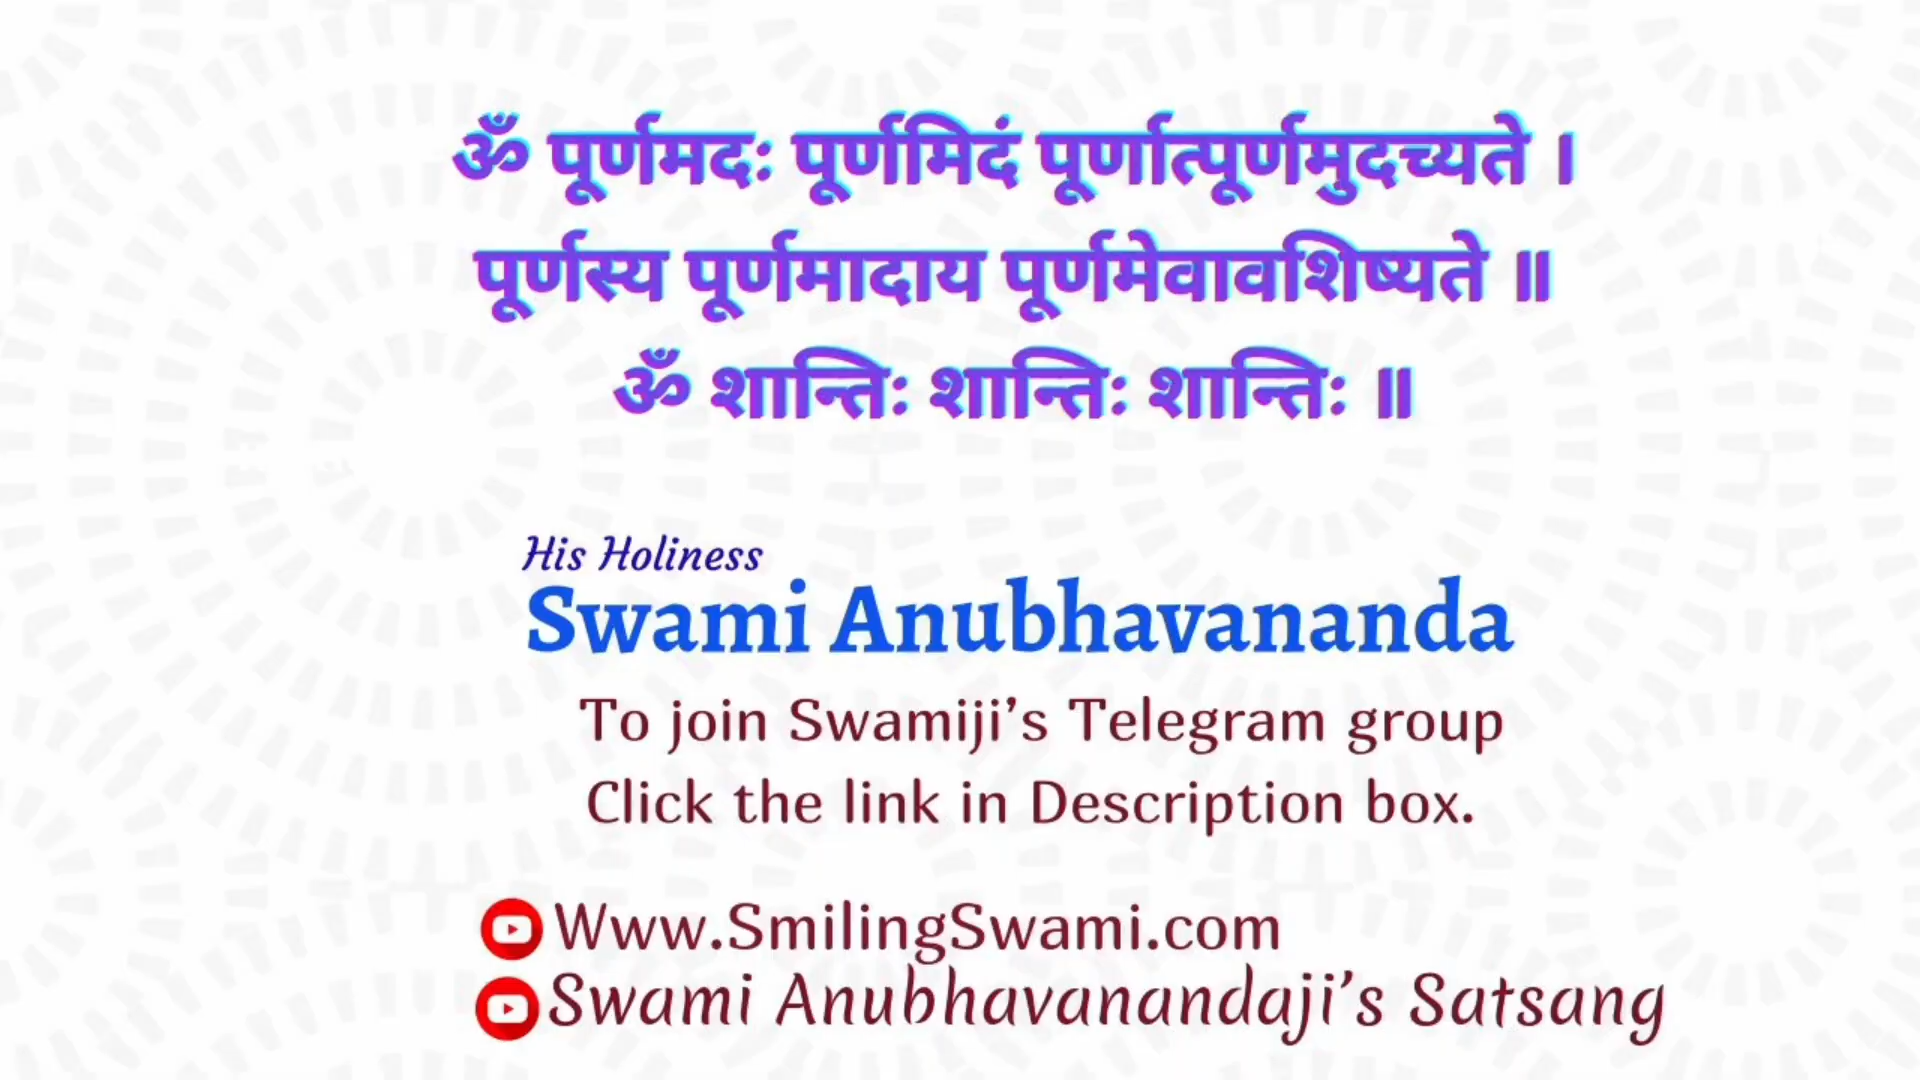 ॐ पूर्णमदः पूर्णमिदं पूर्णात्पूर्णमुदच्यते ।
पूर्णस्य पूर्णमादाय पूर्णमेवावशिष्यते ॥
ॐ शान्तिः शान्तिः शान्तिः ॥
His Holiness
Swami Anubhavananda
To join Swamiji’s Telegram group
Click the link in Description box.
Www.SmilingSwami.com
Swami Anubhavanandaji’s Satsang